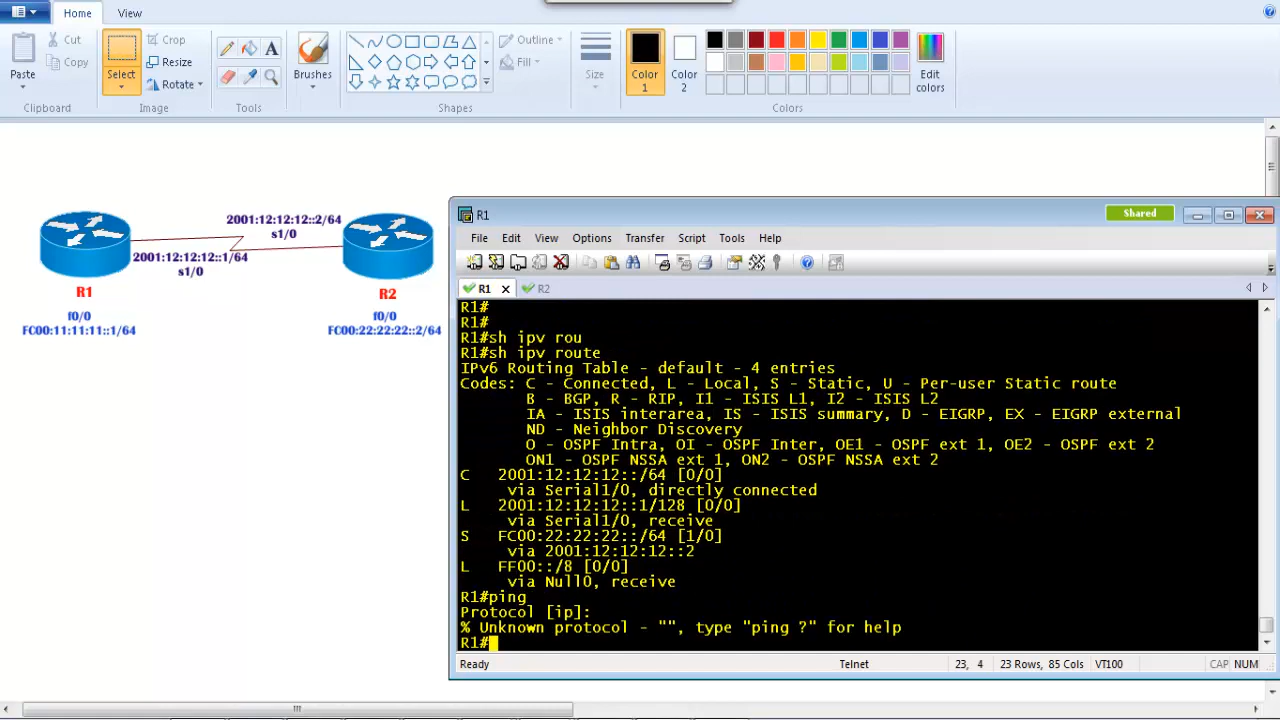 Home
View
Paste
Cut
Copy
Clipboard
Select
Crop
Resize
Rotate
Image
A
Tools
Brushes
Outline
Fill
Shapes
Size
Color
1
Color
2
Edit
colors
Colors
2001:12:12:12::2/64
s1/0
2001:12:12:12::1/64
s1/0
R1
R2
f0/0
FC00:11:11:11::1/64
f0/0
FC00:22:22:22::2/64
R1
Shared
File Edit View Options Transfer Script Tools Help
R1
R2
R1#
R1#
R1#sh ipv rou
R1#sh ipv route
IPv6 Routing Table - default - 4 entries
Codes: C - Connected, L - Local, S - Static, U - Per-user Static route
B - BGP, R - RIP, I1 - ISIS L1, I2 - ISIS L2
IA - ISIS interarea, IS - ISIS summary, D - EIGRP, EX - EIGRP external
ND - Neighbor Discovery
O - OSPF Intra, OI - OSPF Inter, OE1 - OSPF ext 1, OE2 - OSPF ext 2
ON1 - OSPF NSSA ext 1, ON2 - OSPF NSSA ext 2
C 2001:12:12:12::/64 [0/0]
via Serial1/0, directly connected
L 2001:12:12:12::1/128 [0/0]
via Serial1/0, receive
S FC00:22:22:22::/64 [1/0]
via 2001:12:12:12::2
L FF00::/8 [0/0]
via Null0, receive
R1#ping
Protocol [ip]:
% Unknown protocol - "", type "ping ?" for help
R1#
Ready
Telnet
23, 4
23 Rows, 85 Cols
VT100
CAP NUM